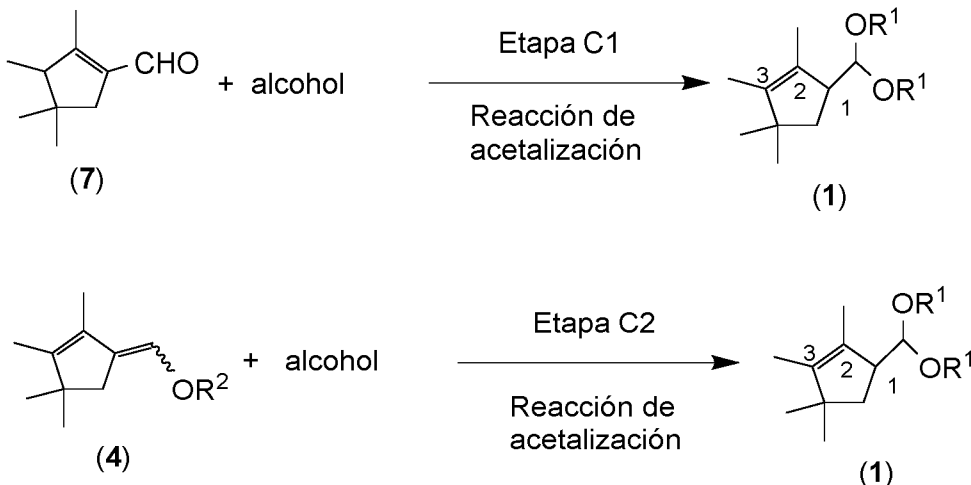 CHO
+ alcohol
Etapa C1
Reacción de
acetalización
OR¹
OR¹
3
2
1
(7)
(1)
OR²
+ alcohol
Etapa C2
Reacción de
acetalización
OR¹
OR¹
3
2
1
(4)
(1)